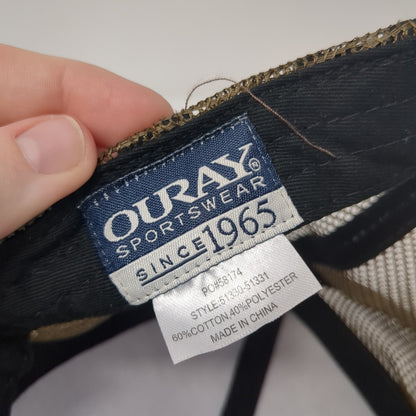 OURAY®
SPORTSWEAR
SINCE 1965
PO#58174
STYLE.51330-51331
60%COTTON.40%POLYESTER
MADE IN CHINA